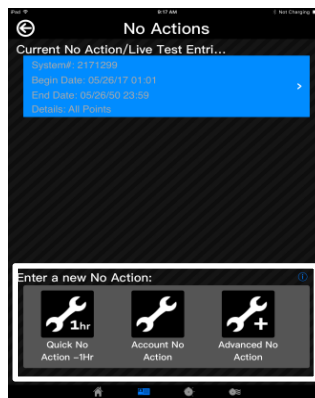 iPad
9:17 AM
Not Charging
No Actions
Current No Action/Live Test Entri...
System#: 2171299
Begin Date: 05/26/17 01:01
End Date: 05/26/50 23:59
Details: All Points
Enter a new No Action:
1hr
Quick No Action –1Hr
Account No Action
Advanced No Action